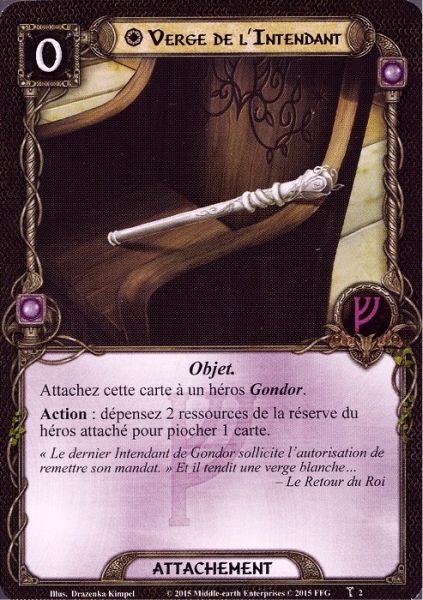 0
VERGE DE L'INTENDANT
Objet.
Attachez cette carte à un héros Gondor.
Action : dépensez 2 ressources de la réserve du
héros attaché pour piocher 1 carte.
« Le dernier Intendant de Gondor sollicite l'autorisation de
remettre son mandat. » Et il tendit une verge blanche…
– Le Retour du Roi
ATTACHEMENT
Illus. Drazenka Kimpel © 2015 Middle-earth Enterprises © 2015 FFG 2